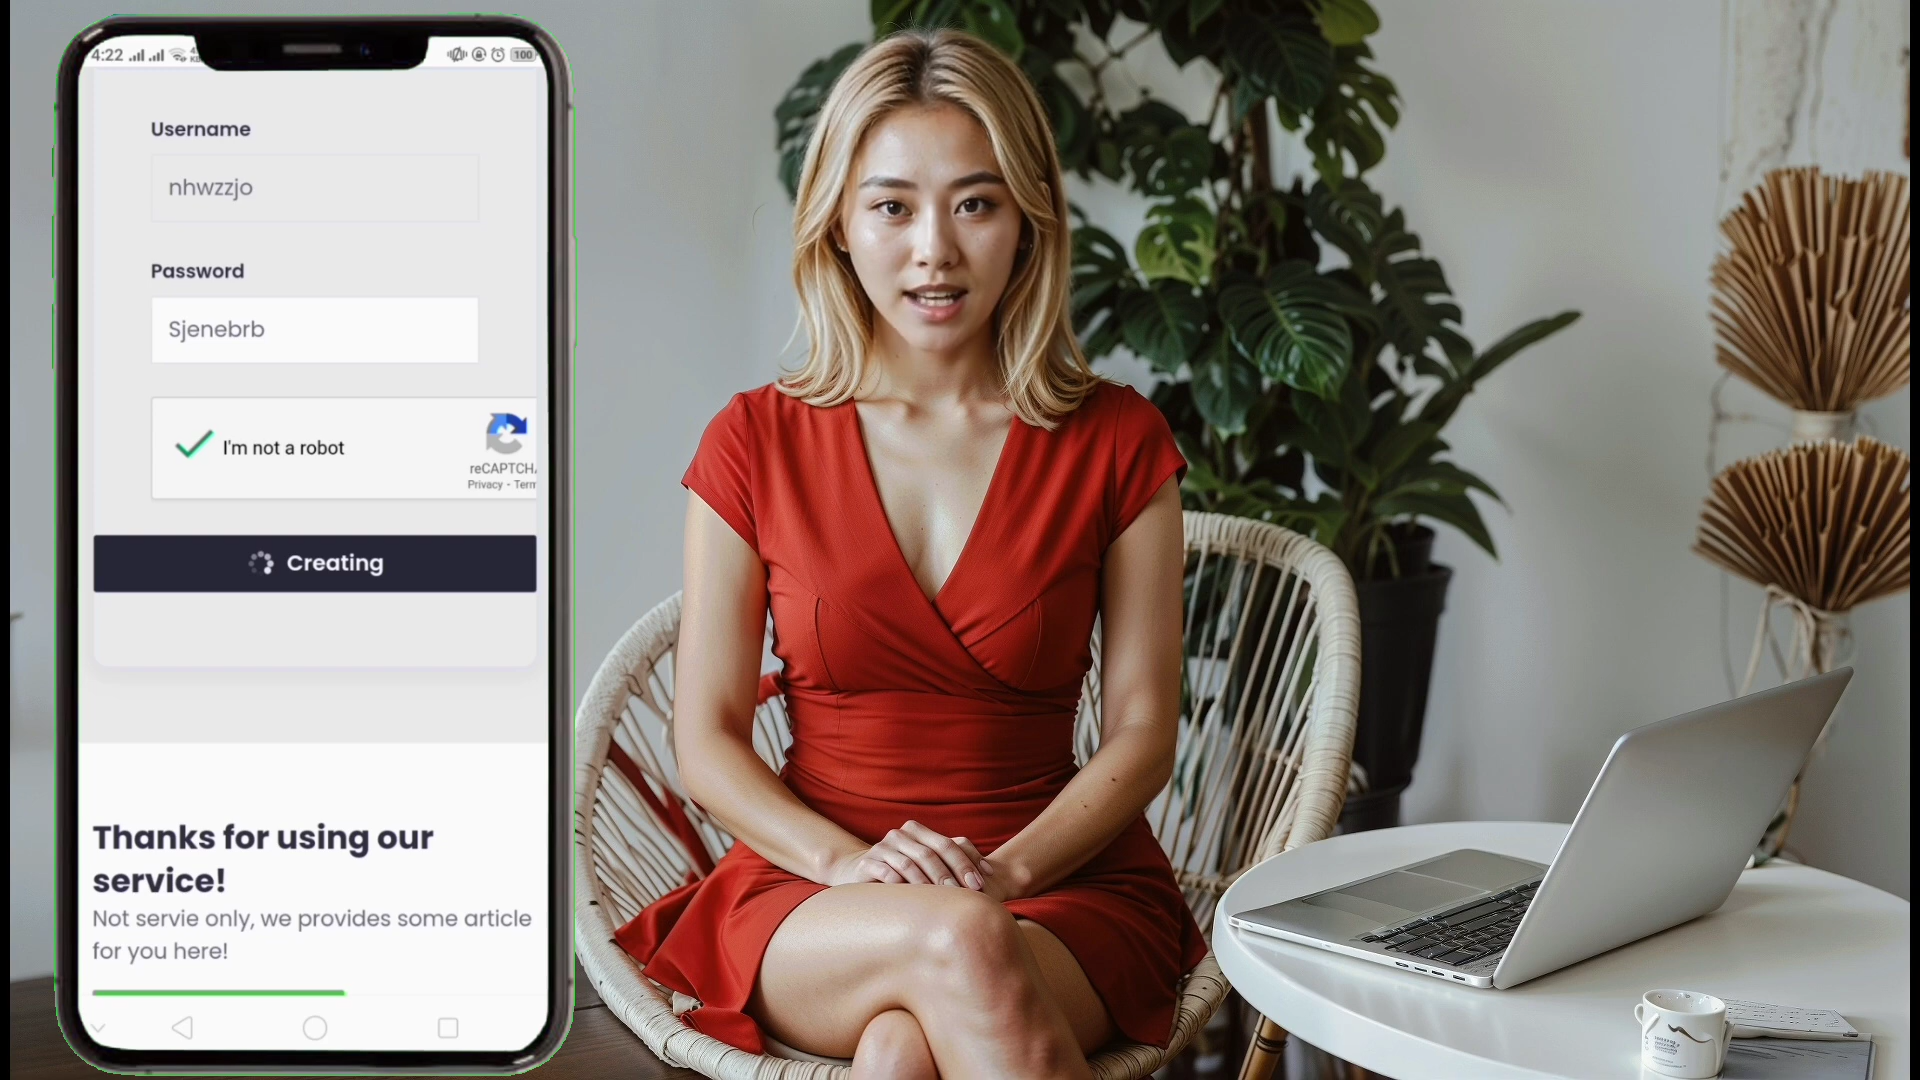 4:22
100
Username
nhwzzjo
Password
Sjenebrb
I'm not a robot
reCAPTCHA
Privacy - Term
Creating
Thanks for using our
service!
Not servie only, we provides some article
for you here!